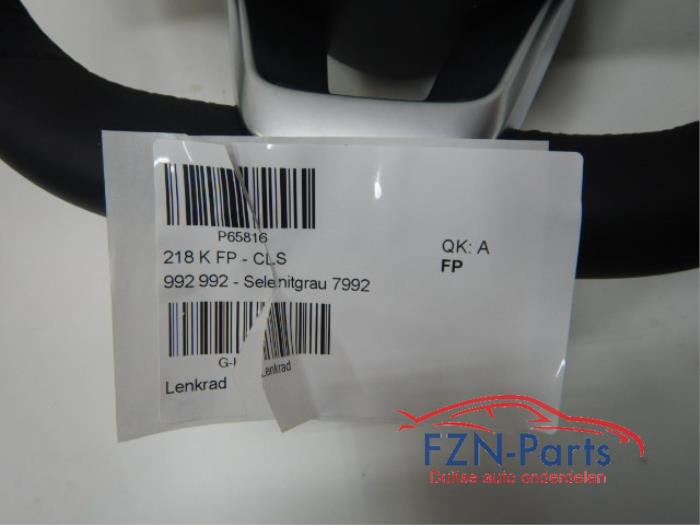 P65816
218 K FP - CLS
992 992 - Selenitgrau 7992
QK: A
FP
Lenkrad
Lenkrad
FZN-Parts
Duitse auto onderdelen